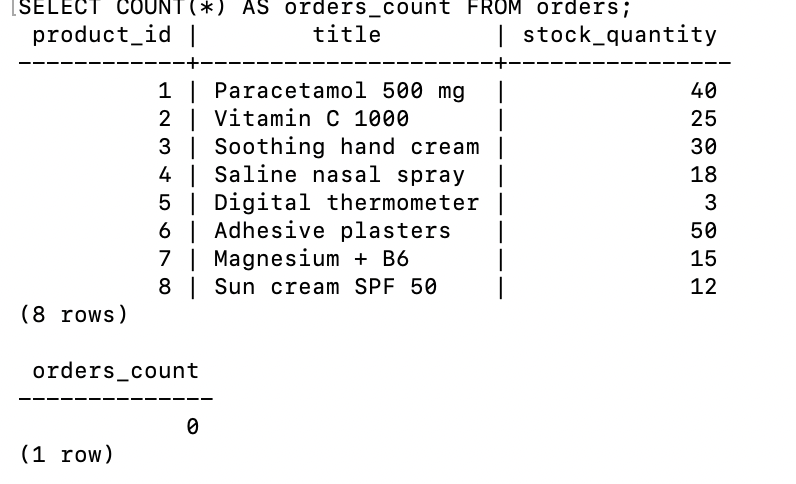 [SELECT COUNT(*) AS orders_count FROM orders;
 product_id |        title         | stock_quantity
------------+----------------------+----------------
          1 | Paracetamol 500 mg   |             40
          2 | Vitamin C 1000       |             25
          3 | Soothing hand cream  |             30
          4 | Saline nasal spray   |             18
          5 | Digital thermometer  |              3
          6 | Adhesive plasters    |             50
          7 | Magnesium + B6       |             15
          8 | Sun cream SPF 50     |             12
(8 rows)

 orders_count
--------------
            0
(1 row)